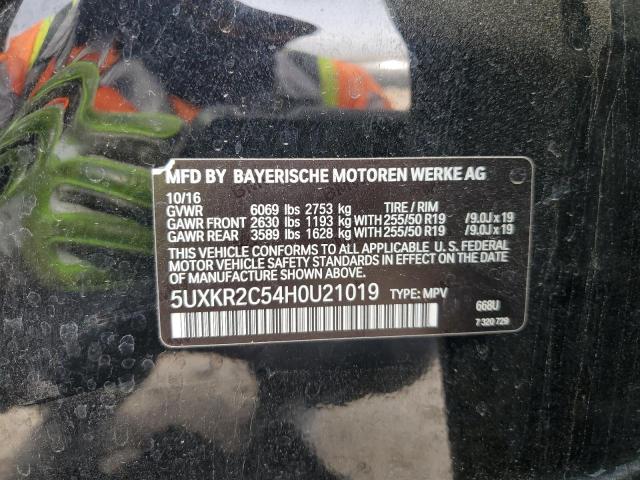 MFD BY BAYERISCHE MOTOREN WERKE AG
10/16
GVWR 6069 lbs 2753 kg TIRE / RIM
GAWR FRONT 2630 lbs 1193 kg WITH 255/50 R19 /9.0J x 19
GAWR REAR 3589 lbs 1628 kg WITH 255/50 R19 /9.0J x 19
THIS VEHICLE CONFORMS TO ALL APPLICABLE U.S. FEDERAL
MOTOR VEHICLE SAFETY STANDARDS IN EFFECT ON THE DATE
OF MANUFACTURE SHOWN ABOVE.
5UXKR2C54H0U21019 TYPE: MPV 668U
7 320 729